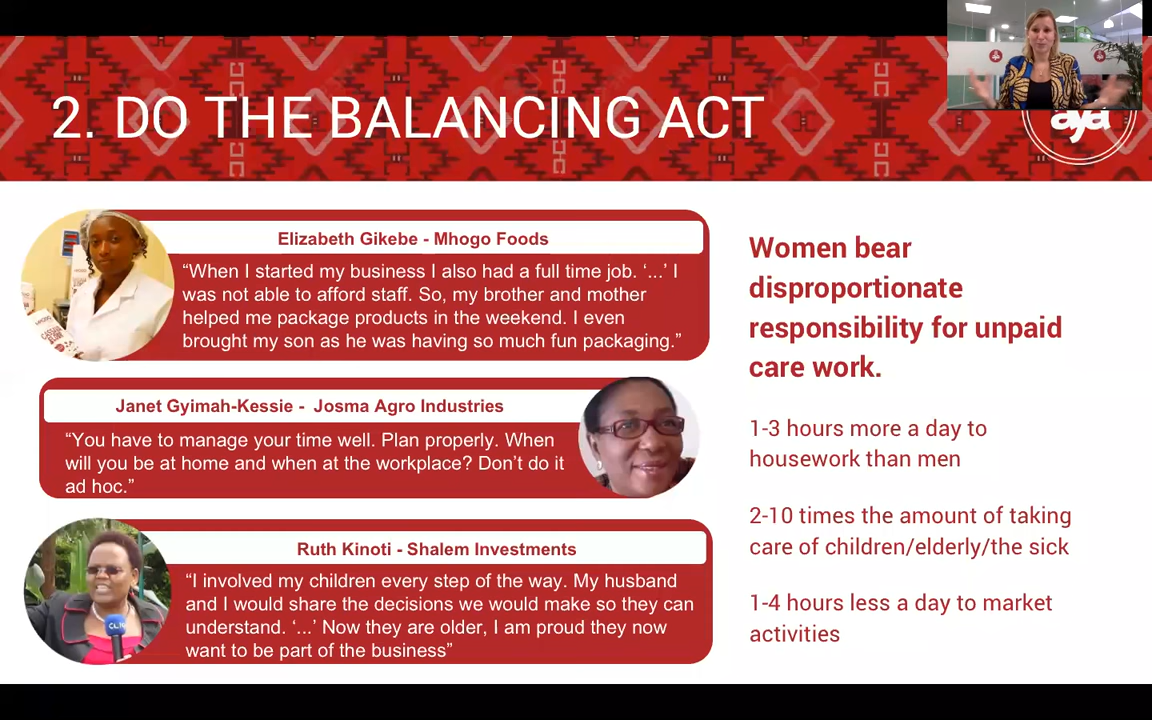 2. DO THE BALANCING ACT
aya
Elizabeth Gikebe - Mhogo Foods
“When I started my business I also had a full time job. ‘...’ I
was not able to afford staff. So, my brother and mother
helped me package products in the weekend. I even
brought my son as he was having so much fun packaging.”
Janet Gyimah-Kessie -  Josma Agro Industries
“You have to manage your time well. Plan properly. When
will you be at home and when at the workplace? Don’t do it
ad hoc.”
Ruth Kinoti - Shalem Investments
“I involved my children every step of the way. My husband
and I would share the decisions we would make so they can
understand. ‘...’ Now they are older, I am proud they now
want to be part of the business”
Women bear
disproportionate
responsibility for unpaid
care work.
1-3 hours more a day to
housework than men
2-10 times the amount of taking
care of children/elderly/the sick
1-4 hours less a day to market
activities